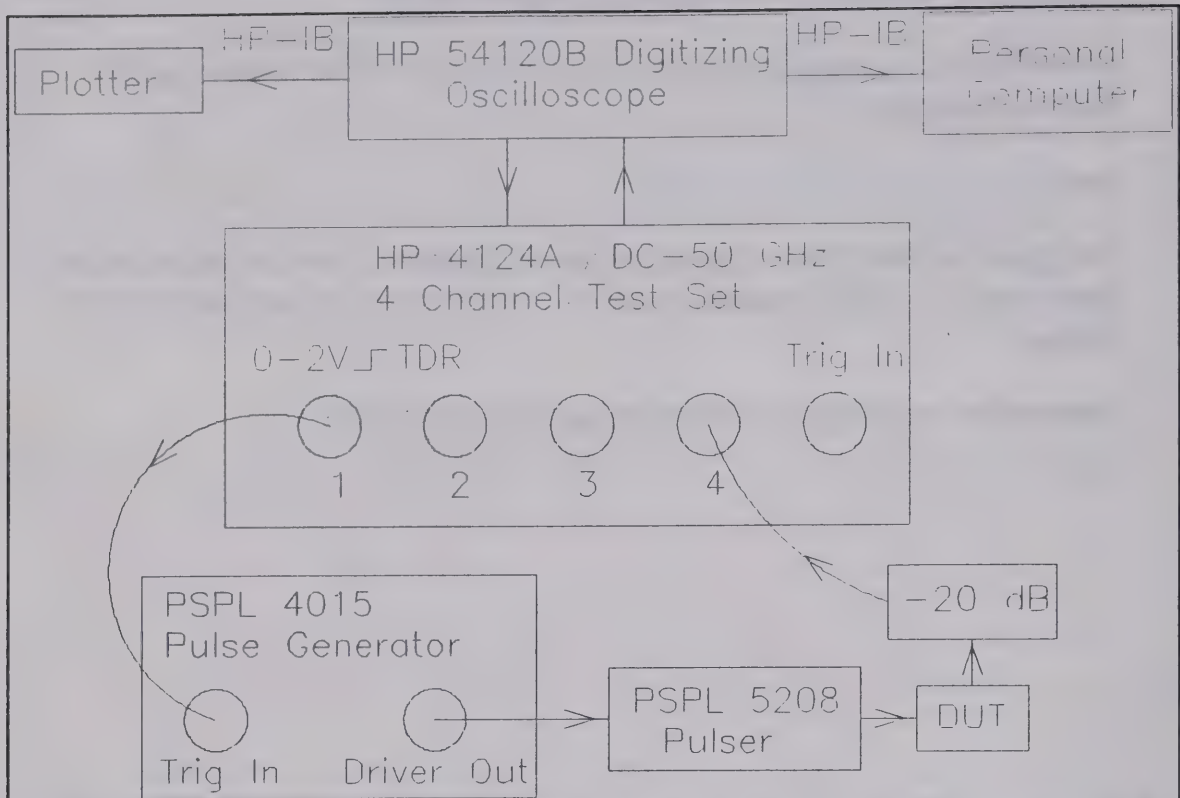 HP-IB
HP 54120B Digitizing
Oscilloscope
HP-IB
Personal
Computer
Plotter
HP 4124A, DC-50 GHz
4 Channel Test Set
0-2V TDR
Trig In
1 2 3 4
PSPL 4015
Pulse Generator
Trig In Driver Out
PSPL 5208
Pulser
DUT
-20 dB